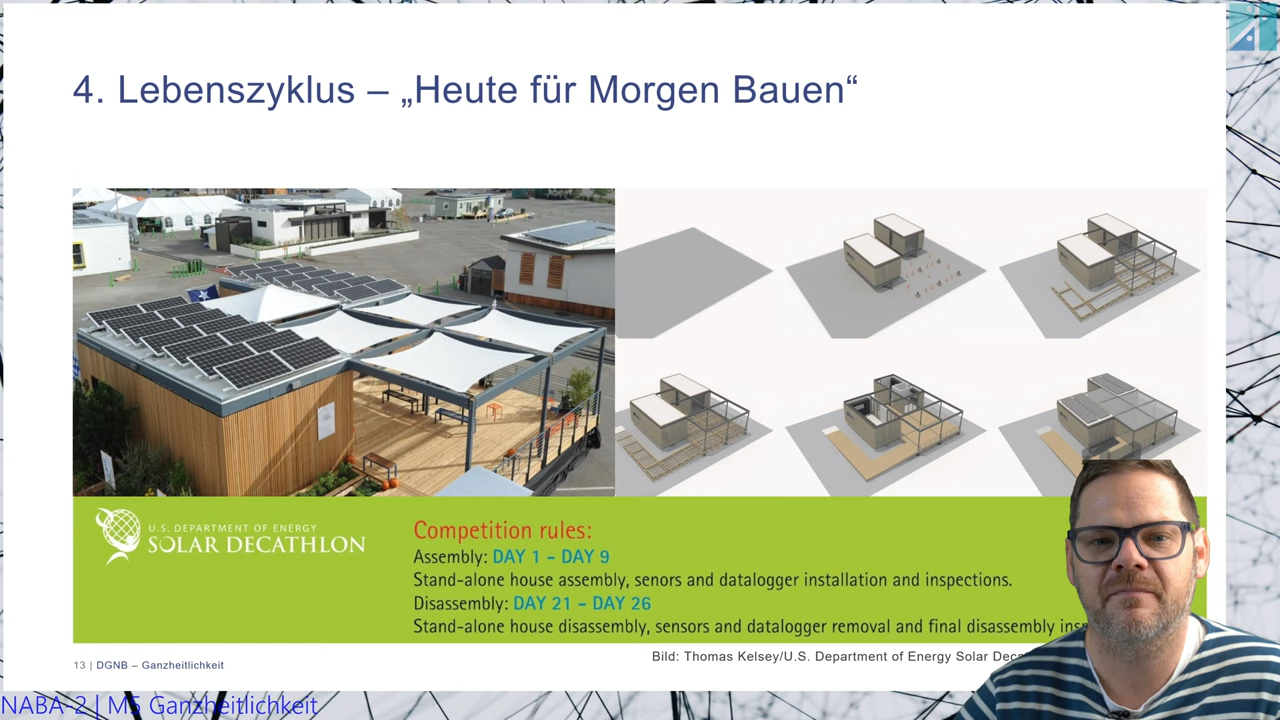 4. Lebenszyklus – „Heute für Morgen Bauen“
U.S. DEPARTMENT OF ENERGY
SOLAR DECATHLON
Competition rules:
Assembly: DAY 1 – DAY 9
Stand-alone house assembly, senors and datalogger installation and inspections.
Disassembly: DAY 21 – DAY 26
Stand-alone house disassembly, sensors and datalogger removal and final disassembly
Bild: Thomas Kelsey/U.S. Department of Energy Solar
13 | DGNB – Ganzheitlichkeit
NABA-2 | M5 Ganzheitlichkeit